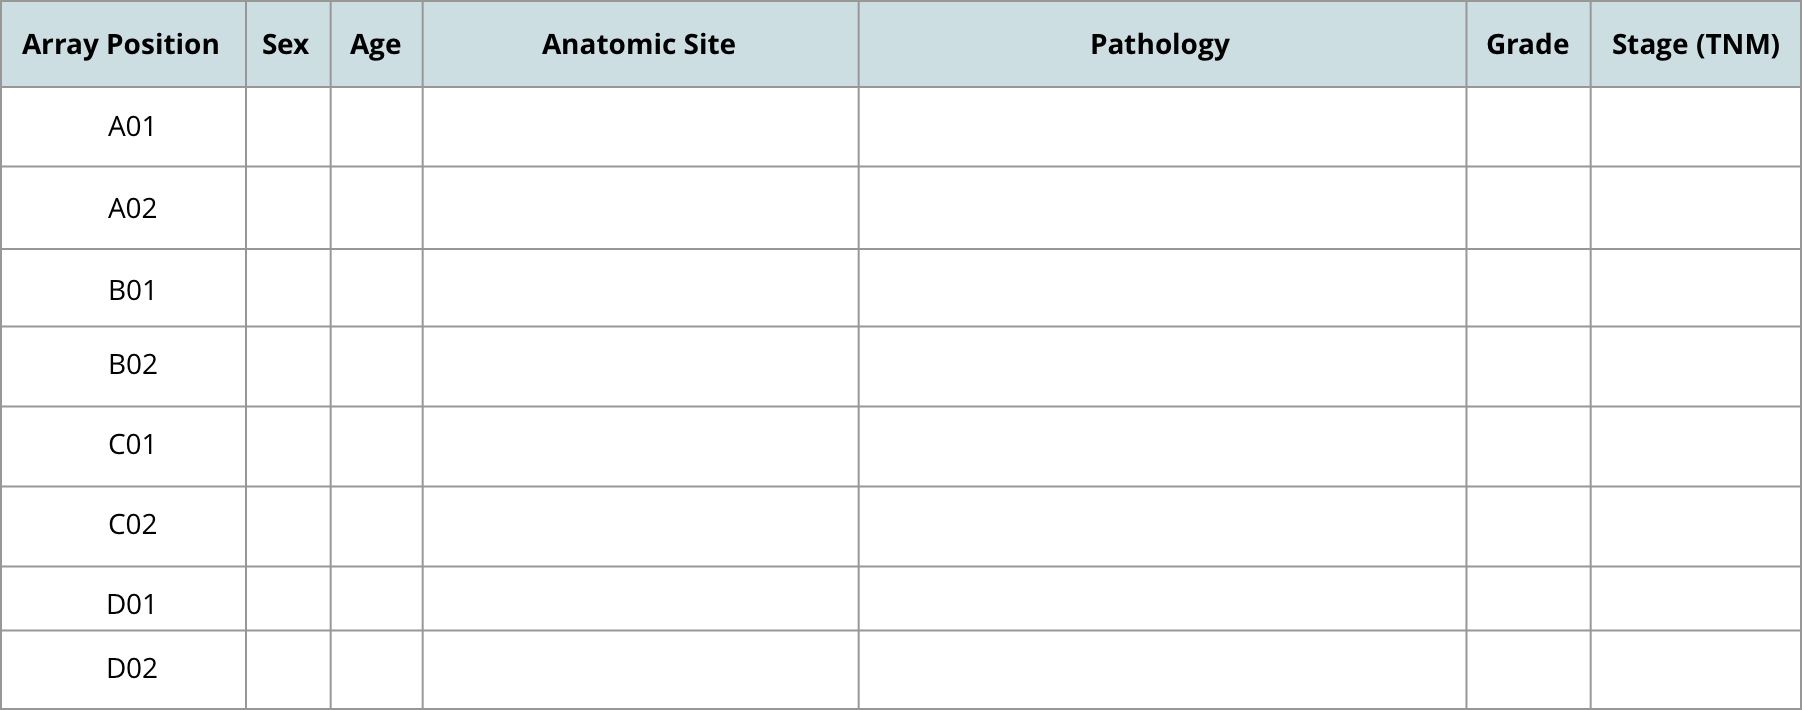 Array Position Sex Age Anatomic Site Pathology Grade Stage (TNM)
A01
A02
B01
B02
C01
C02
D01
D02